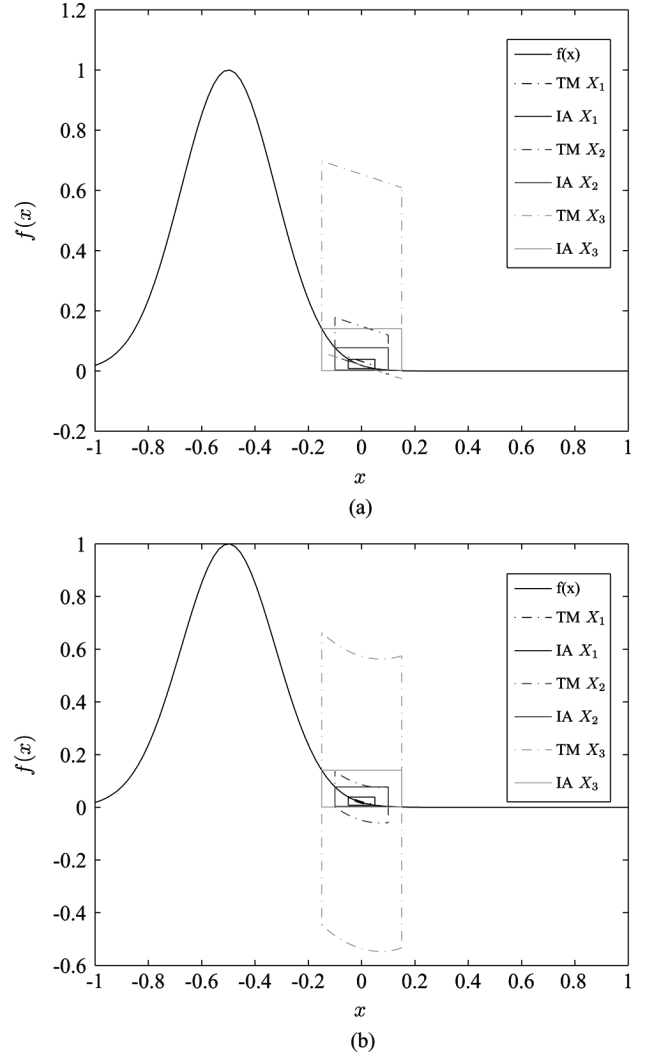 1.2
1
0.8
0.6
0.4
0.2
0
-0.2
f(x)
-1 -0.8 -0.6 -0.4 -0.2 0 0.2 0.4 0.6 0.8 1
x
f(x)
TM X₁
IA X₁
TM X₂
IA X₂
TM X₃
IA X₃
(a)
1
0.8
0.6
0.4
0.2
0
-0.2
-0.4
-0.6
f(x)
-1 -0.8 -0.6 -0.4 -0.2 0 0.2 0.4 0.6 0.8 1
x
f(x)
TM X₁
IA X₁
TM X₂
IA X₂
TM X₃
IA X₃
(b)